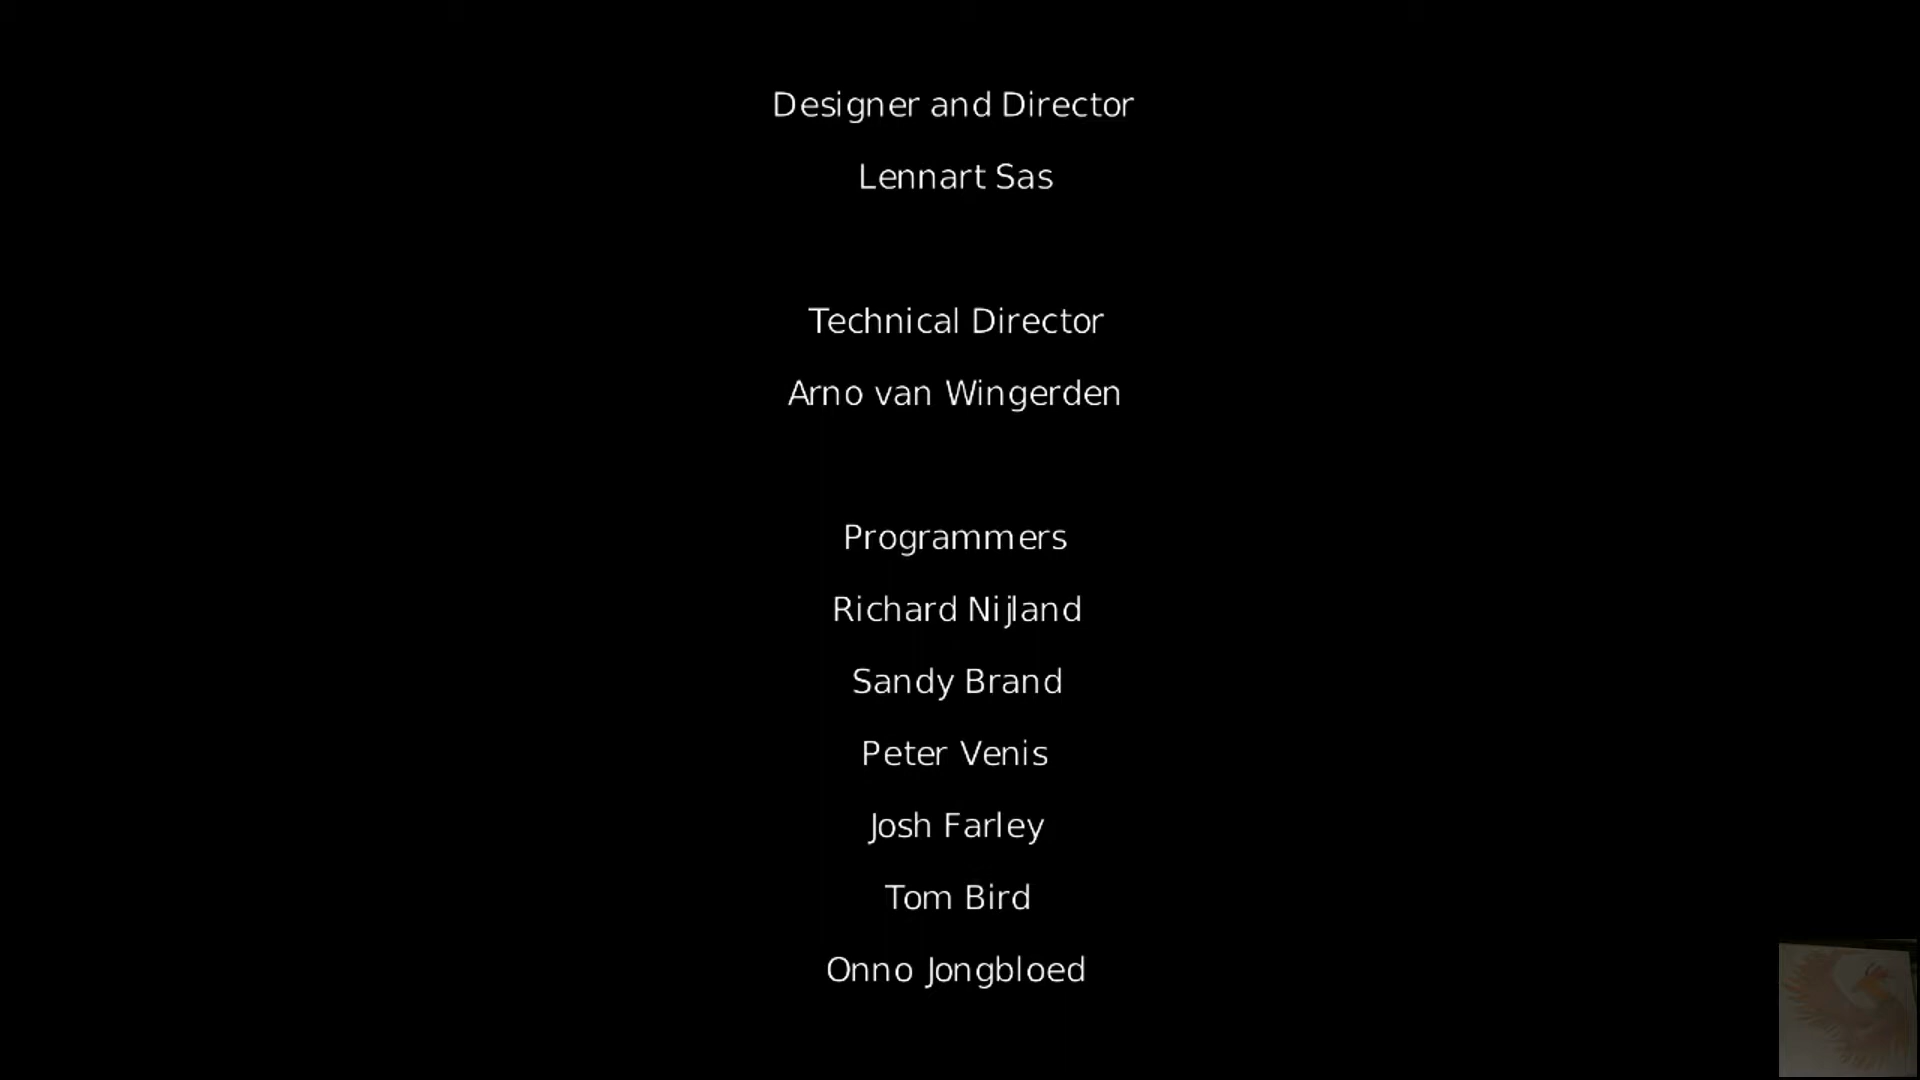 Designer and Director
Lennart Sas
Technical Director
Arno van Wingerden
Programmers
Richard Nijland
Sandy Brand
Peter Venis
Josh Farley
Tom Bird
Onno Jongbloed